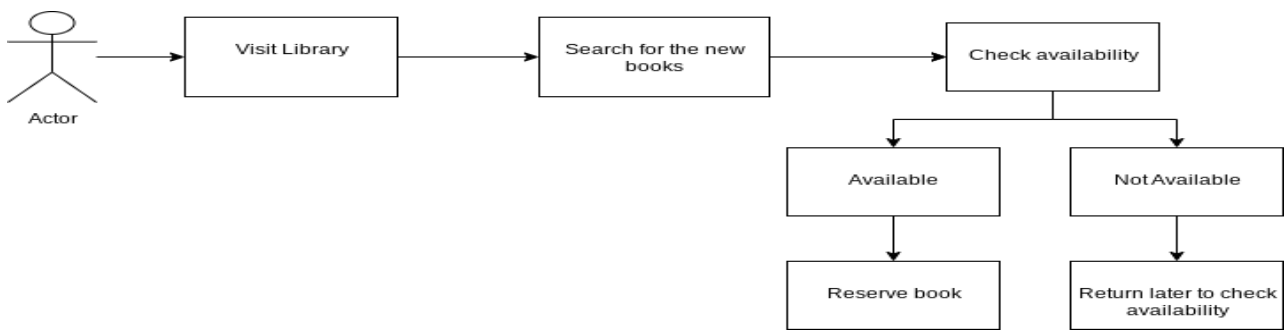 Actor
Visit Library
Search for the new
books
Check availability
Available
Not Available
Reserve book
Return later to check
availability